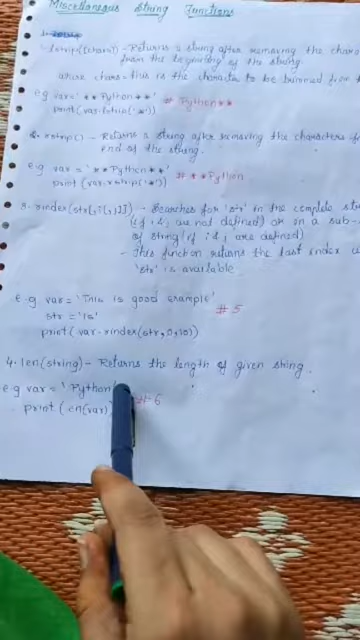 Miscellaneous String Functions
1. lstrip([chars]) - Returns a string after removing the
from the beginning of the string.
where chars - this is the character to be trimmed from
e.g var = '**Python**' # Python**
print(var.lstrip('*'))
2. rstrip() - Returns a string after removing the characters
end of the string.
e.g var = '**Python**' # **Python
print(var.rstrip('*'))
3. rindex(str[,i[,j]]) - Searches for 'str' in the complete
(if i, j are not defined) or in a sub-
of string (if i, j are defined)
- This function returns the last index
'str' is available
e.g var = 'This is good example' # 5
str = 'is'
print(var.rindex(str,0,10))
4. len(string) - Returns the length of given string.
e.g var = 'Python # 6
print (len(var)